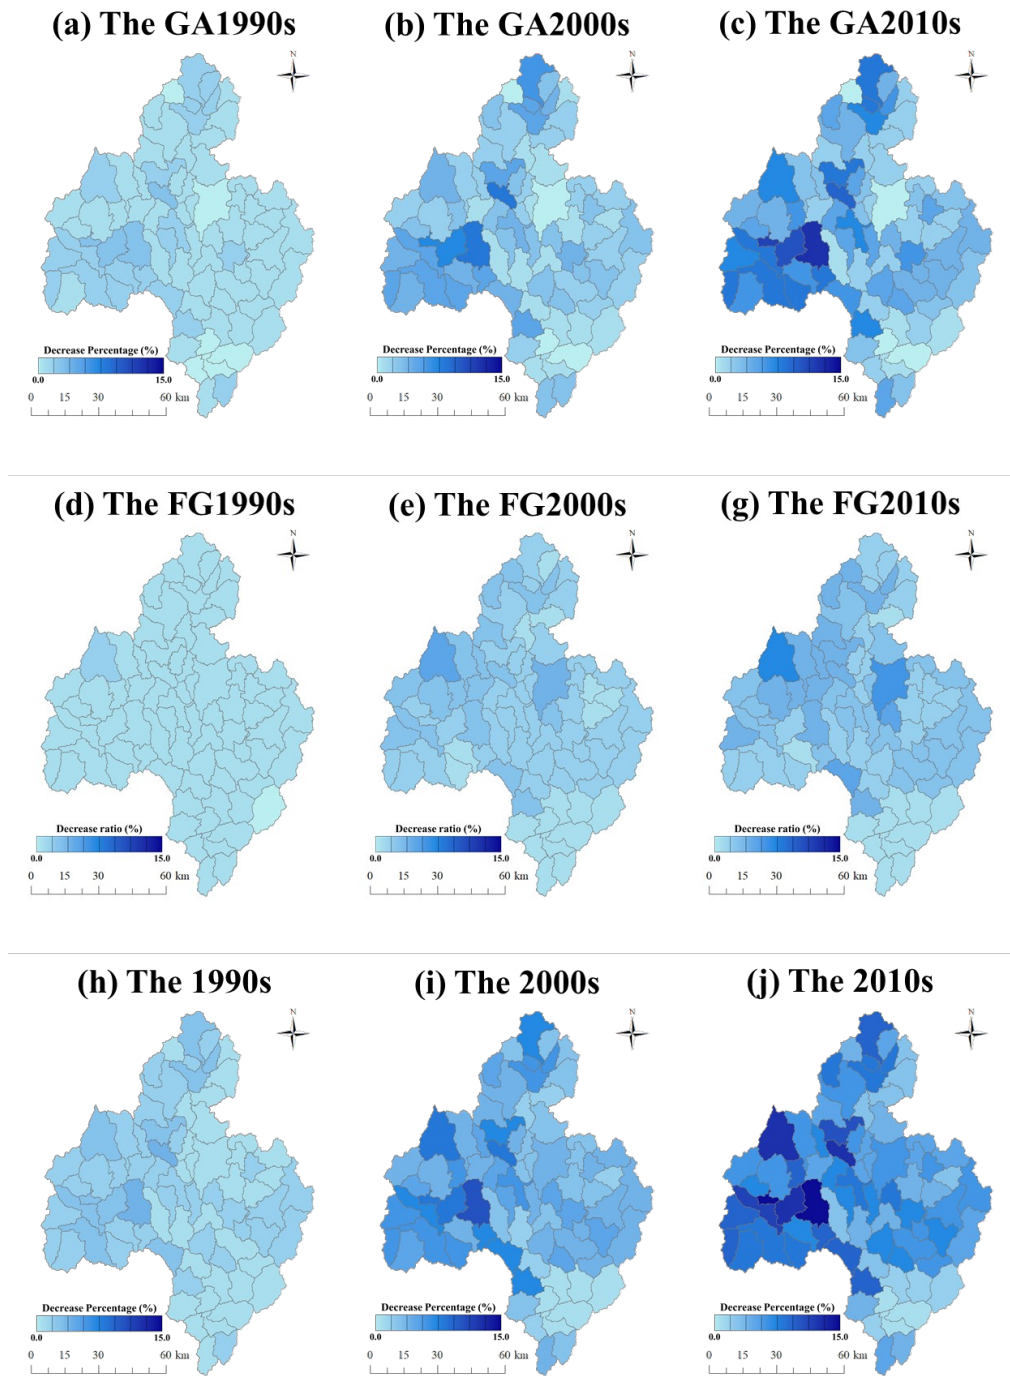 (a) The GA1990s
(b) The GA2000s
(c) The GA2010s
N
N
N
Decrease Percentage (%)
0.0 15.0
0 15 30 60 km
Decrease Percentage (%)
0.0 15.0
0 15 30 60 km
Decrease Percentage (%)
0.0 15.0
0 15 30 60 km
(d) The FG1990s
(e) The FG2000s
(g) The FG2010s
N
N
N
Decrease ratio (%)
0.0 15.0
0 15 30 60 km
Decrease ratio (%)
0.0 15.0
0 15 30 60 km
Decrease ratio (%)
0.0 15.0
0 15 30 60 km
(h) The 1990s
(i) The 2000s
(j) The 2010s
N
N
N
Decrease Percentage (%)
0.0 15.0
0 15 30 60 km
Decrease Percentage (%)
0.0 15.0
0 15 30 60 km
Decrease Percentage (%)
0.0 15.0
0 15 30 60 km